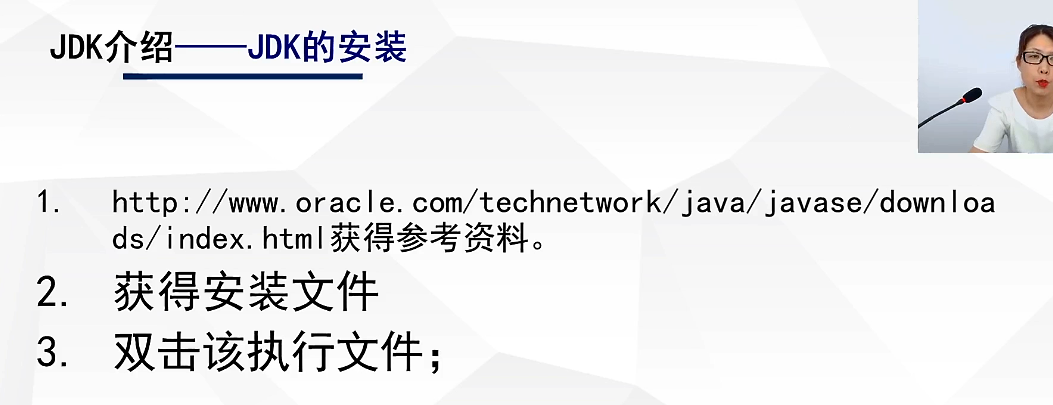 JDK介绍——JDK的安装
1. http://www.oracle.com/technetwork/java/javase/downloa
ds/index.html获得参考资料。
2. 获得安装文件
3. 双击该执行文件；